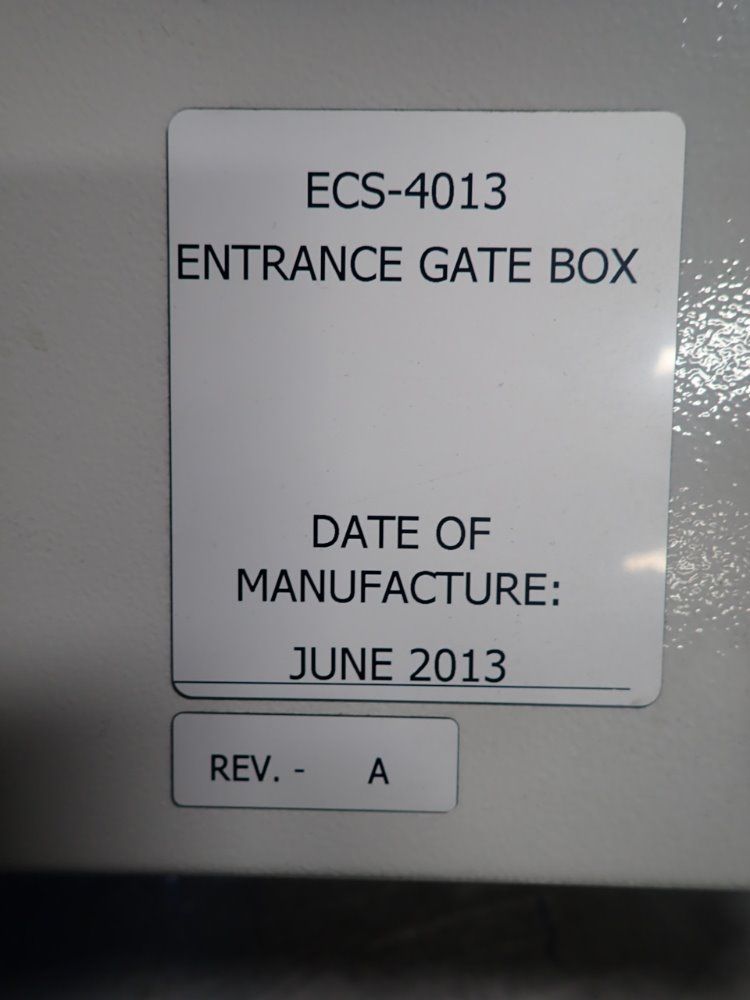 ECS-4013
ENTRANCE GATE BOX
DATE OF
MANUFACTURE:
JUNE 2013
REV. - A